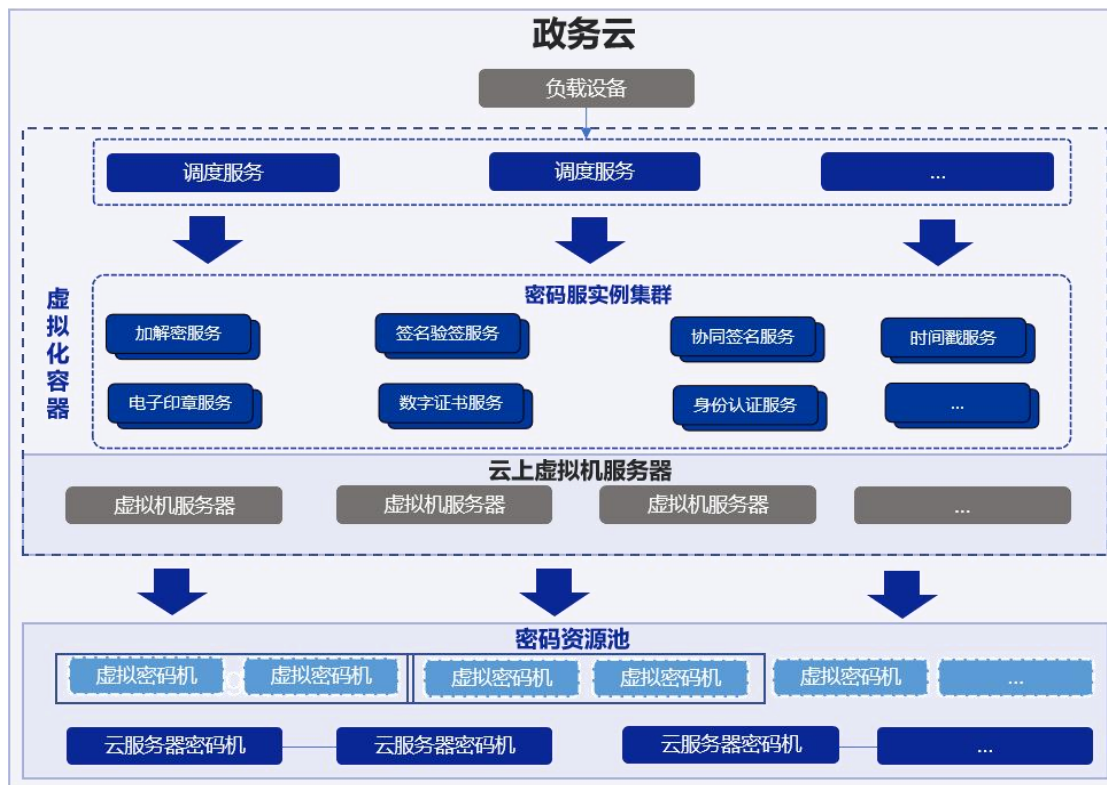 政务云
负载设备
调度服务
调度服务
...
虚拟化容器
密码服实例集群
加解密服务
签名验签服务
协同签名服务
时间戳服务
电子印章服务
数字证书服务
身份认证服务
...
云上虚拟机服务器
虚拟机服务器
虚拟机服务器
虚拟机服务器
...
密码资源池
虚拟密码机
虚拟密码机
虚拟密码机
虚拟密码机
虚拟密码机
...
云服务器密码机
云服务器密码机
云服务器密码机
...